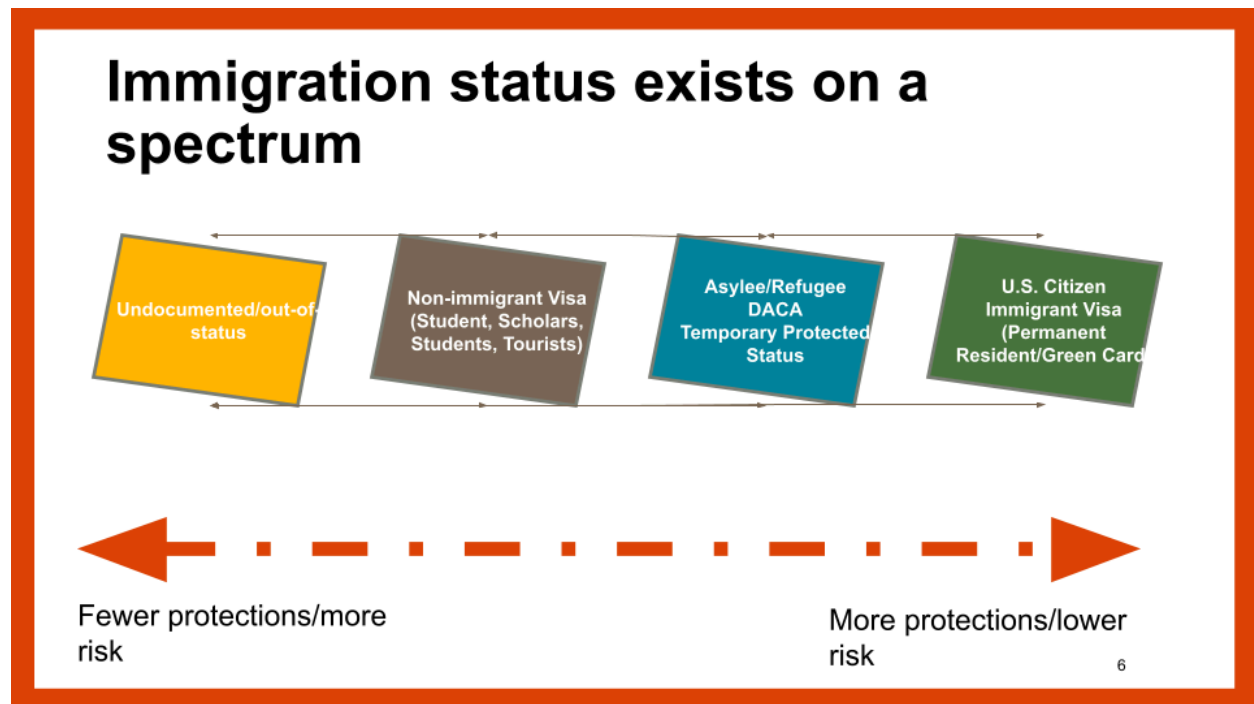 Immigration status exists on a
spectrum
Undocumented/out-of-
status
Non-immigrant Visa
(Student, Scholars,
Students, Tourists)
Asylee/Refugee
DACA
Temporary Protected
Status
U.S. Citizen
Immigrant Visa
(Permanent
Resident/Green Card
Fewer protections/more
risk
More protections/lower
risk
6